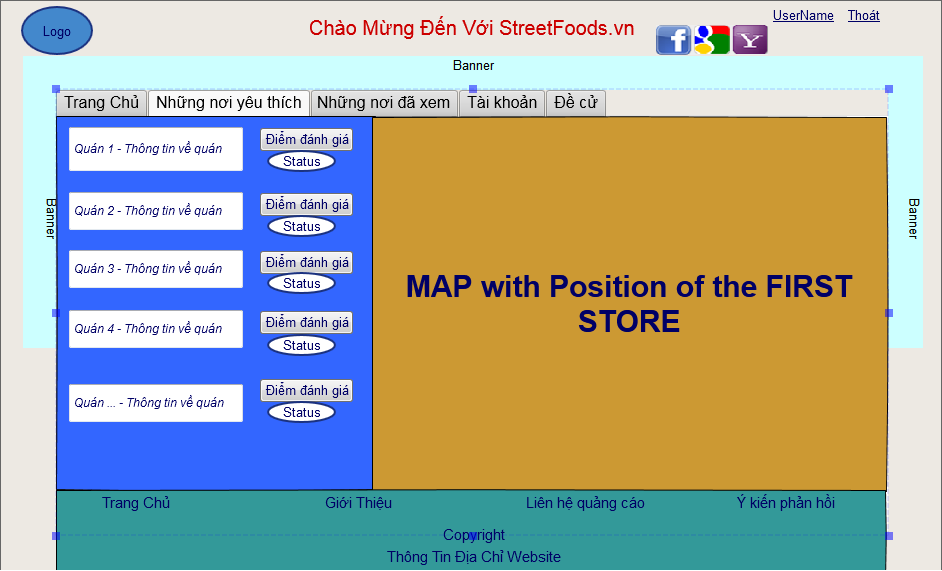 Logo
Chào Mừng Đến Với StreetFoods.vn
UserName Thoát
f
g
Y
Banner
Trang Chủ Những nơi yêu thích Những nơi đã xem Tài khoản Đề cử
Quán 1 - Thông tin về quán
Điểm đánh giá
Status
Quán 2 - Thông tin về quán
Điểm đánh giá
Status
Quán 3 - Thông tin về quán
Điểm đánh giá
Status
Quán 4 - Thông tin về quán
Điểm đánh giá
Status
Quán ... - Thông tin về quán
Điểm đánh giá
Status
Banner
MAP with Position of the FIRST
STORE
Banner
Trang Chủ Giới Thiệu Liên hệ quảng cáo Ý kiến phản hồi
Copyright
Thông Tin Địa Chỉ Website